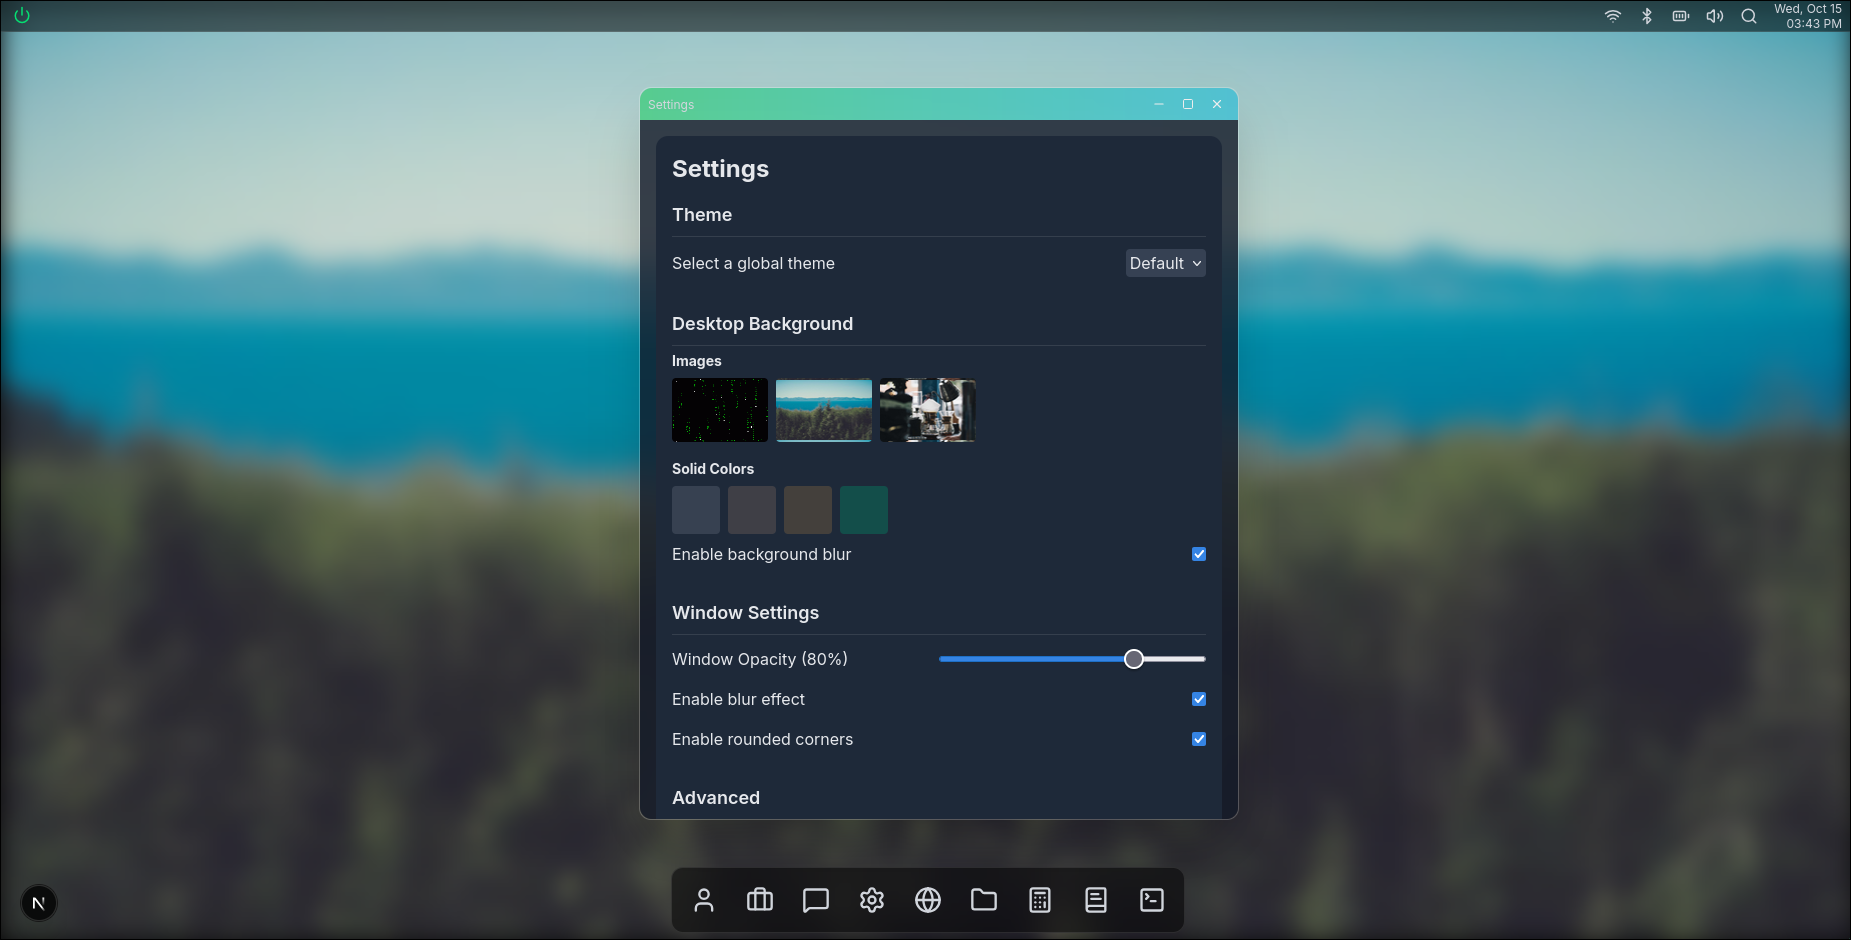 Wed, Oct 15
03:43 PM
Settings
Settings
Theme
Select a global theme
Default
Desktop Background
Images
Solid Colors
Enable background blur
Window Settings
Window Opacity (80%)
Enable blur effect
Enable rounded corners
Advanced
N